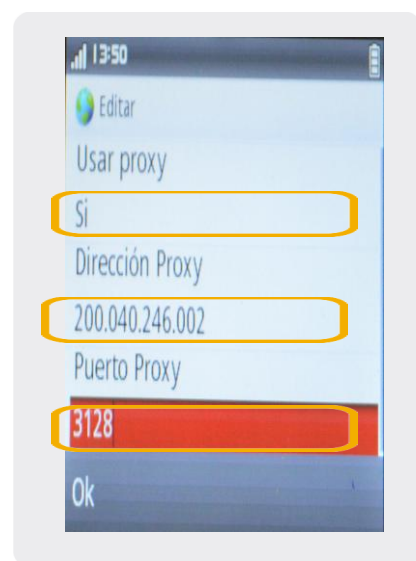 13:50
Editar
Usar proxy
Si
Dirección Proxy
200.040.246.002
Puerto Proxy
3128
Ok